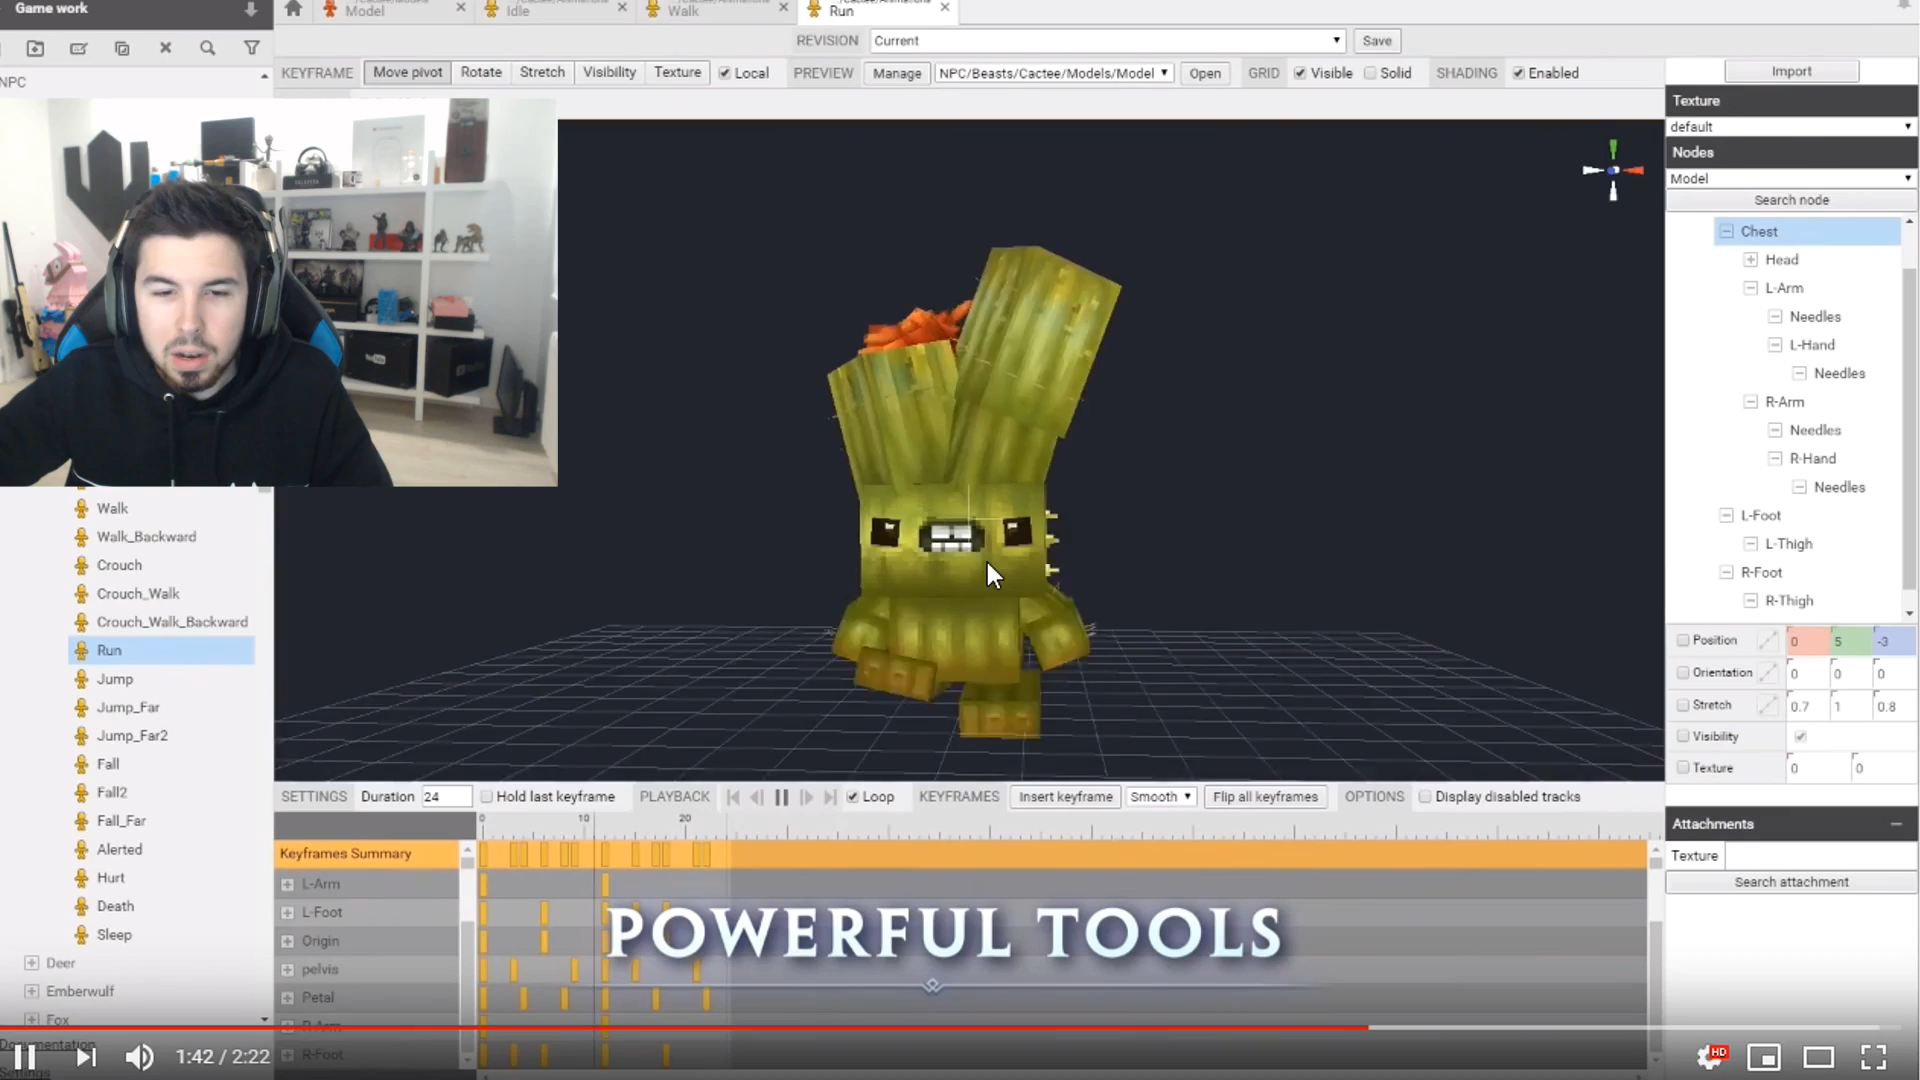 Game work
Model
Idle
Walk
Run
REVISION Current Save
KEYFRAME Move pivot Rotate Stretch Visibility Texture Local PREVIEW Manage NPC/Beasts/Cactee/Models/Model Open GRID Visible Solid SHADING Enabled
Import
NPC
Texture
default
Nodes
Model
Search node
Chest
Head
L-Arm
Needles
L-Hand
Needles
R-Arm
Needles
R-Hand
Needles
L-Foot
L-Thigh
R-Foot
R-Thigh
Walk
Walk_Backward
Crouch
Crouch_Walk
Crouch_Walk_Backward
Run
Jump
Jump_Far
Jump_Far2
Fall
Fall2
Fall_Far
Alerted
Hurt
Death
Sleep
Deer
Emberwulf
Fox
Documentation
Settings
Position 0 5 -3
Orientation 0 0 0
Stretch 0.7 1 0.8
Visibility
Texture 0 0
SETTINGS Duration 24 Hold last keyframe PLAYBACK Loop KEYFRAMES Insert keyframe Smooth Flip all keyframes OPTIONS Display disabled tracks
0 10 20
Keyframes Summary
L-Arm
L-Foot
Origin
pelvis
Petal
R-Arm
R-Foot
Attachments
Texture
Search attachment
POWERFUL TOOLS
1:42 / 2:22
HD